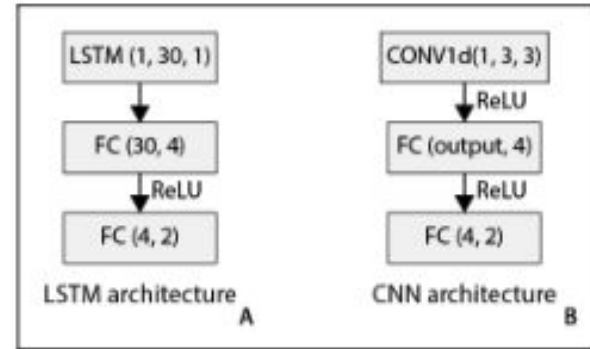 LSTM (1, 30, 1)
FC (30, 4)
ReLU
FC (4, 2)
LSTM architecture
A
CONV1d(1, 3, 3)
ReLU
FC (output, 4)
ReLU
FC (4, 2)
CNN architecture
B